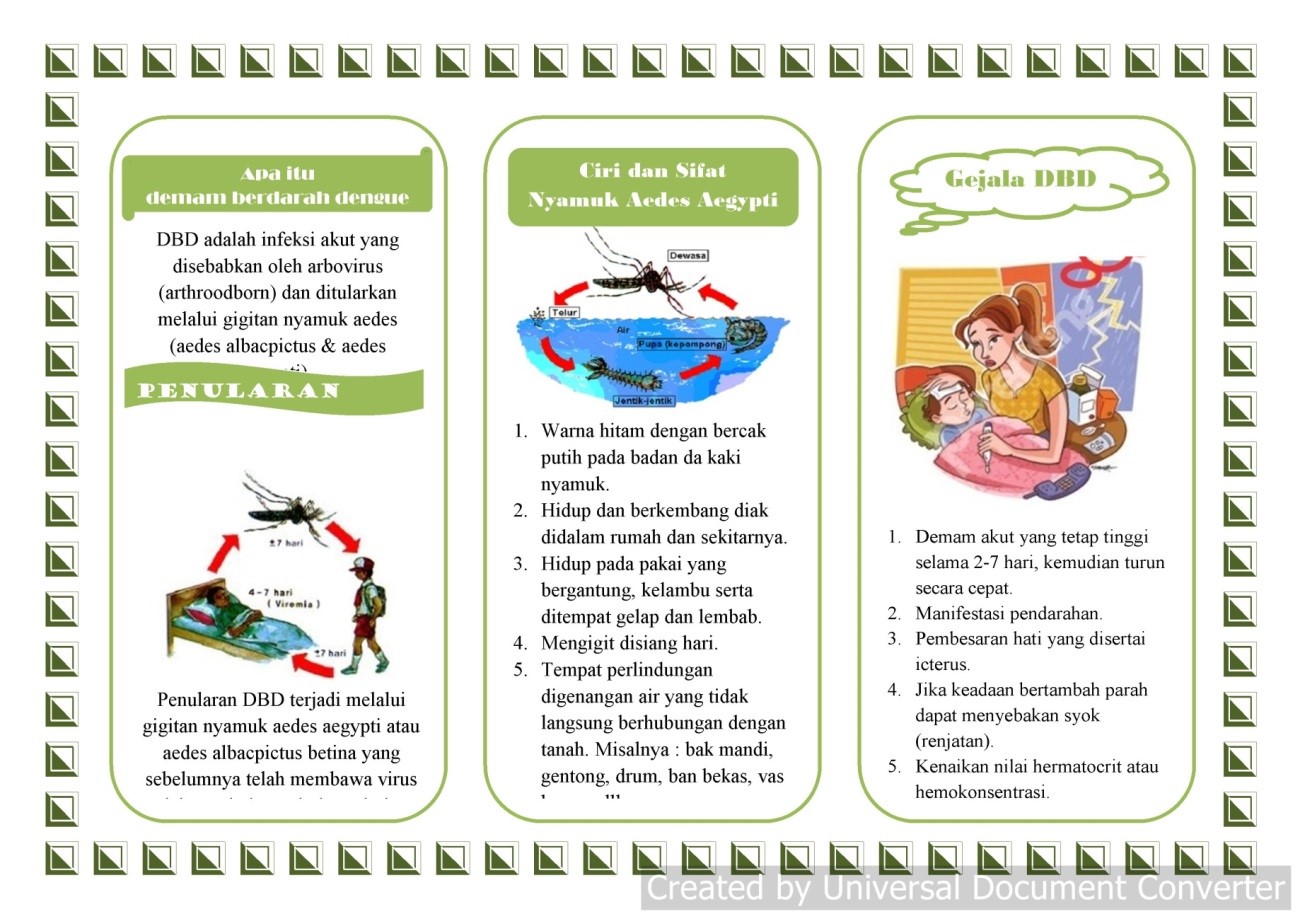 Apa itu
demam berdarah dengue
DBD adalah infeksi akut yang
disebabkan oleh arbovirus
(arthroodborn) dan ditularkan
melalui gigitan nyamuk aedes
(aedes albacpictus & aedes
PENULARAN
±7 hari
4 – 7 hari
( Viremia )
±7 hari
Penularan DBD terjadi melalui
gigitan nyamuk aedes aegypti atau
aedes albacpictus betina yang
sebelumnya telah membawa virus
Ciri dan Sifat
Nyamuk Aedes Aegypti
Dewasa
Telur
Air
Pupa (kepompong)
Jentik-jentik
1. Warna hitam dengan bercak
putih pada badan da kaki
nyamuk.
2. Hidup dan berkembang diak
didalam rumah dan sekitarnya.
3. Hidup pada pakai yang
bergantung, kelambu serta
ditempat gelap dan lembab.
4. Mengigit disiang hari.
5. Tempat perlindungan
digenangan air yang tidak
langsung berhubungan dengan
tanah. Misalnya : bak mandi,
gentong, drum, ban bekas, vas
Gejala DBD
1. Demam akut yang tetap tinggi
selama 2-7 hari, kemudian turun
secara cepat.
2. Manifestasi pendarahan.
3. Pembesaran hati yang disertai
icterus.
4. Jika keadaan bertambah parah
dapat menyebakan syok
(renjatan).
5. Kenaikan nilai hermatocrit atau
hemokonsentrasi.
Created by Universal Document Converter